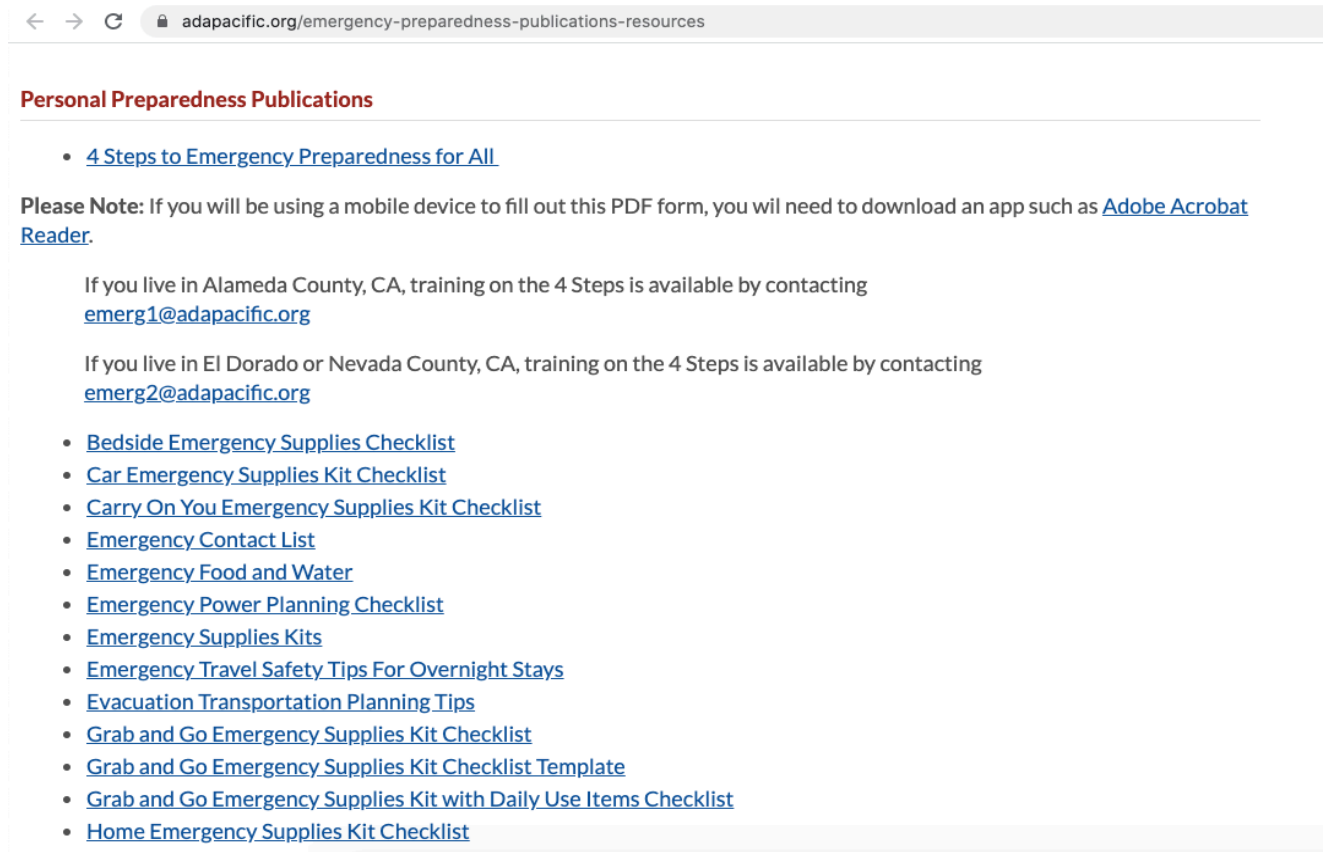 adapacific.org/emergency-preparedness-publications-resources
Personal Preparedness Publications
• 4 Steps to Emergency Preparedness for All
Please Note: If you will be using a mobile device to fill out this PDF form, you wil need to download an app such as Adobe Acrobat
Reader.
If you live in Alameda County, CA, training on the 4 Steps is available by contacting
emerg1@adapacific.org
If you live in El Dorado or Nevada County, CA, training on the 4 Steps is available by contacting
emerg2@adapacific.org
• Bedside Emergency Supplies Checklist
• Car Emergency Supplies Kit Checklist
• Carry On You Emergency Supplies Kit Checklist
• Emergency Contact List
• Emergency Food and Water
• Emergency Power Planning Checklist
• Emergency Supplies Kits
• Emergency Travel Safety Tips For Overnight Stays
• Evacuation Transportation Planning Tips
• Grab and Go Emergency Supplies Kit Checklist
• Grab and Go Emergency Supplies Kit Checklist Template
• Grab and Go Emergency Supplies Kit with Daily Use Items Checklist
• Home Emergency Supplies Kit Checklist